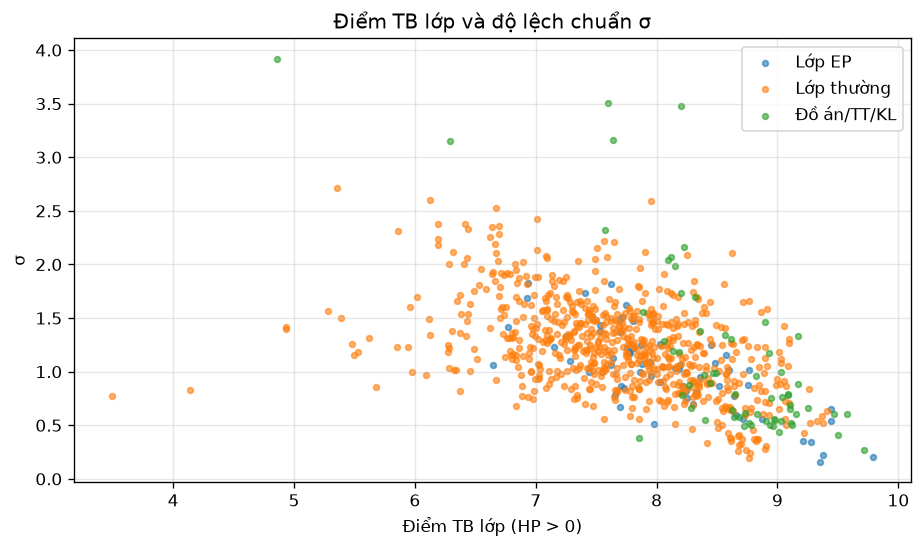 Điểm TB lớp và độ lệch chuẩn σ
Lớp EP
Lớp thường
Đồ án/TT/KL
σ
4.0
3.5
3.0
2.5
2.0
1.5
1.0
0.5
0.0
4 5 6 7 8 9 10
Điểm TB lớp (HP > 0)